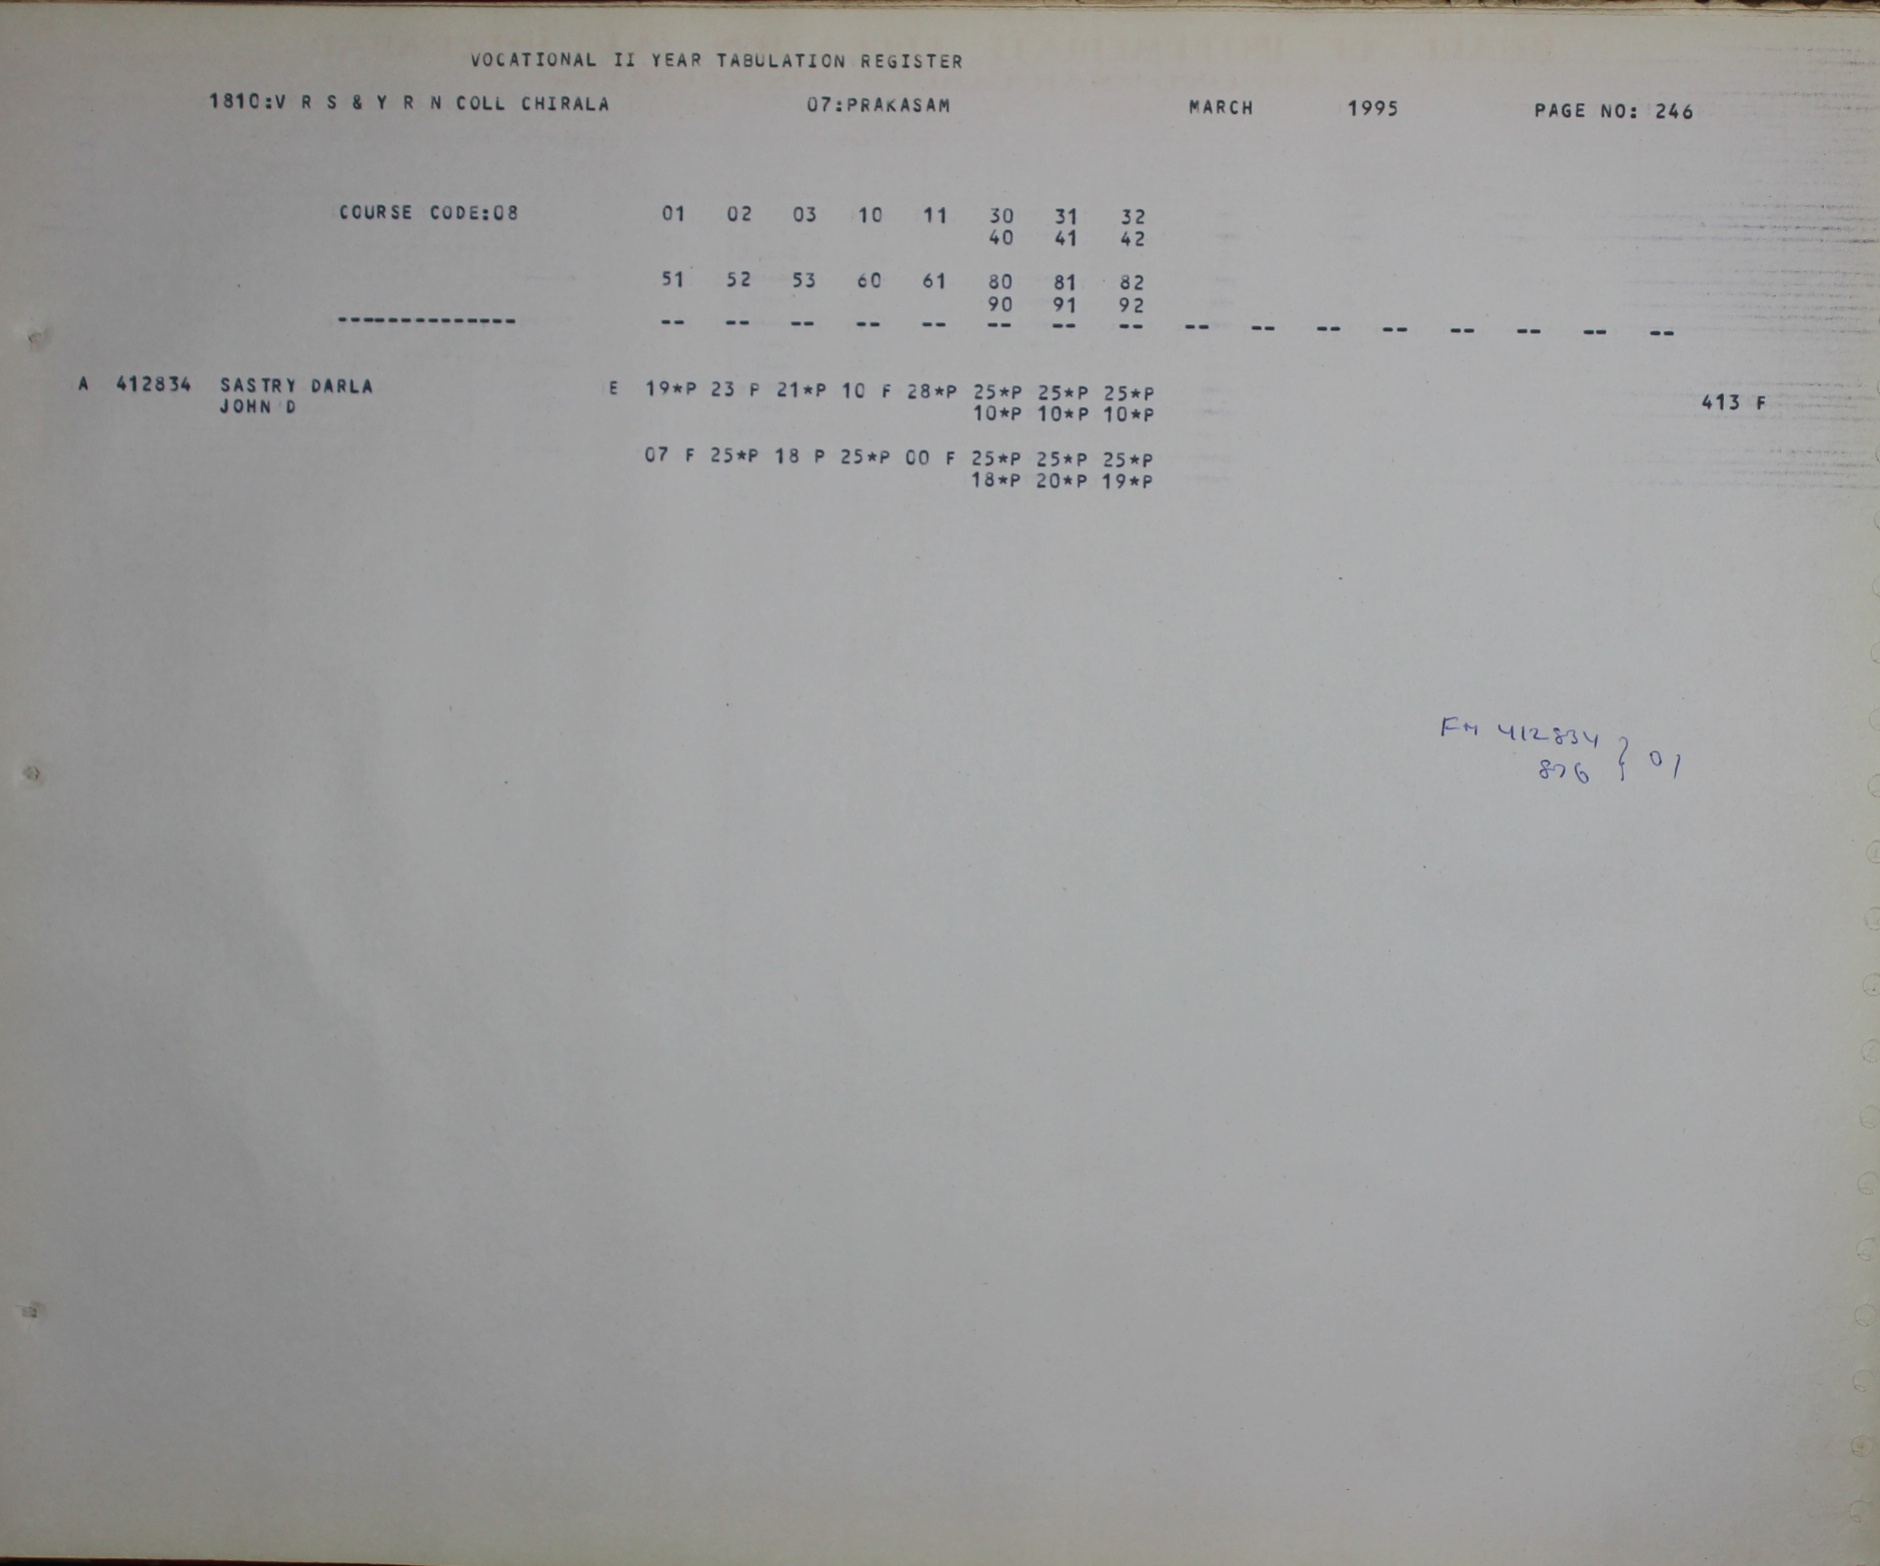 VOCATIONAL II YEAR TABULATION REGISTER
1810:V R S & Y R N COLL CHIRALA 07:PRAKASAM MARCH 1995 PAGE NO: 246
COURSE CODE:08 01 02 03 10 11 30 31 32
40 41 42
51 52 53 60 61 80 81 82
90 91 92
-------------- -- -- -- -- -- -- -- -- -- -- -- -- -- -- -- --
A 412834 SASTRY DARLA E 19*P 23 P 21*P 10 F 28*P 25*P 25*P 25*P
JOHN D 10*P 10*P 10*P 413 F
07 F 25*P 18 P 25*P 00 F 25*P 25*P 25*P
18*P 20*P 19*P
FM 412834 } 01
876